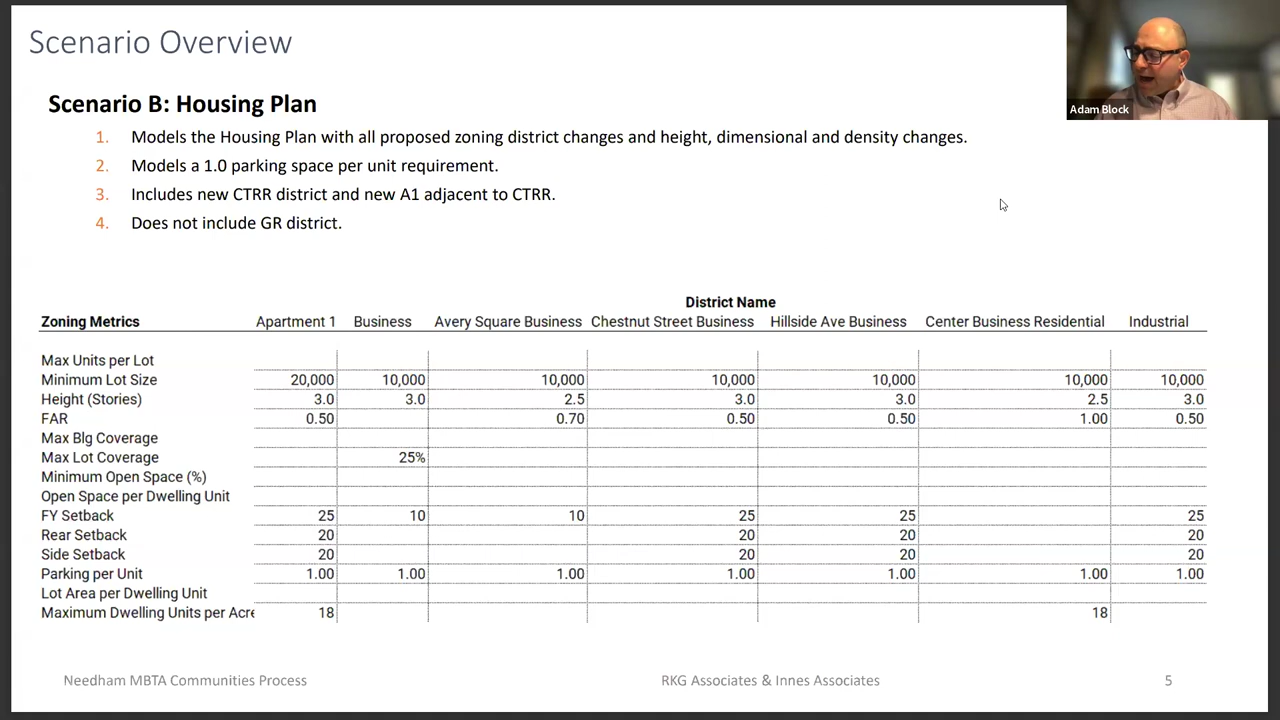 Scenario Overview
Adam Block
Scenario B: Housing Plan
1. Models the Housing Plan with all proposed zoning district changes and height, dimensional and density changes.
2. Models a 1.0 parking space per unit requirement.
3. Includes new CTRR district and new A1 adjacent to CTRR.
4. Does not include GR district.
District Name
Zoning Metrics Apartment 1 Business Avery Square Business Chestnut Street Business Hillside Ave Business Center Business Residential Industrial
Max Units per Lot
Minimum Lot Size 20,000 10,000 10,000 10,000 10,000 10,000 10,000
Height (Stories) 3.0 3.0 2.5 3.0 3.0 2.5 3.0
FAR 0.50 0.70 0.50 0.50 1.00 0.50
Max Blg Coverage
Max Lot Coverage 25%
Minimum Open Space (%)
Open Space per Dwelling Unit
FY Setback 25 10 10 25 25 25
Rear Setback 20 20 20 20
Side Setback 20 20 20 20
Parking per Unit 1.00 1.00 1.00 1.00 1.00 1.00 1.00
Lot Area per Dwelling Unit
Maximum Dwelling Units per Acre 18 18
Needham MBTA Communities Process RKG Associates & Innes Associates 5